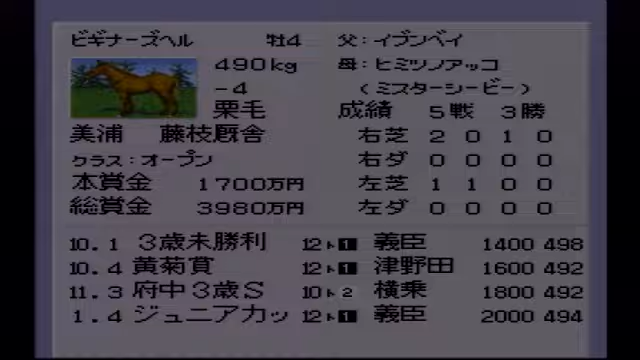 ビギナーズヘル 牡4
490kg
-4
栗毛
美浦 藤枝厩舎
クラス:オープン
本賞金 1700万円
総賞金 3980万円
父:イブンベイ
母:ヒミツノアッコ
(ミスターシービー)
成績 5戦 3勝
右芝 2 0 1 0
右ダ 0 0 0 0
左芝 1 1 0 0
左ダ 0 0 0 0
10.1 3歳未勝利 12ト 1 義臣 1400 498
10.4 黄菊賞 12ト 1 津野田 1600 492
11.3 府中3歳S 10ト 2 横乗 1800 492
1.4 ジュニアカッ 12ト 1 義臣 2000 494